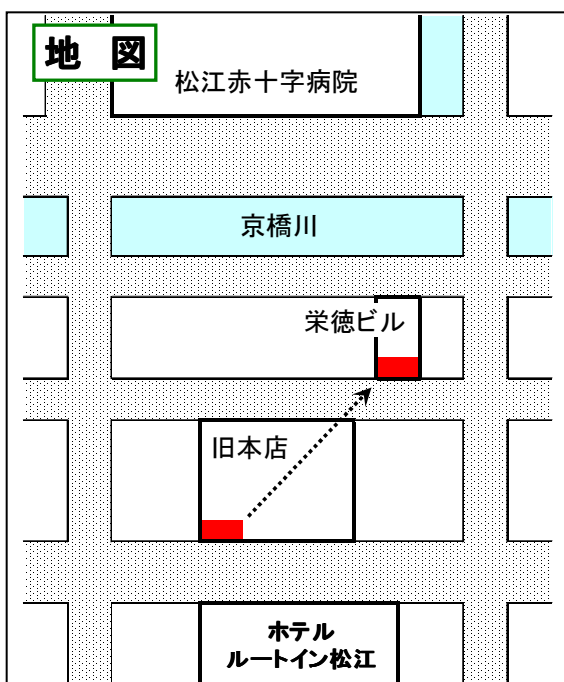 地　図
松江赤十字病院
京橋川
栄徳ビル
旧本店
ホテル
ルートイン松江